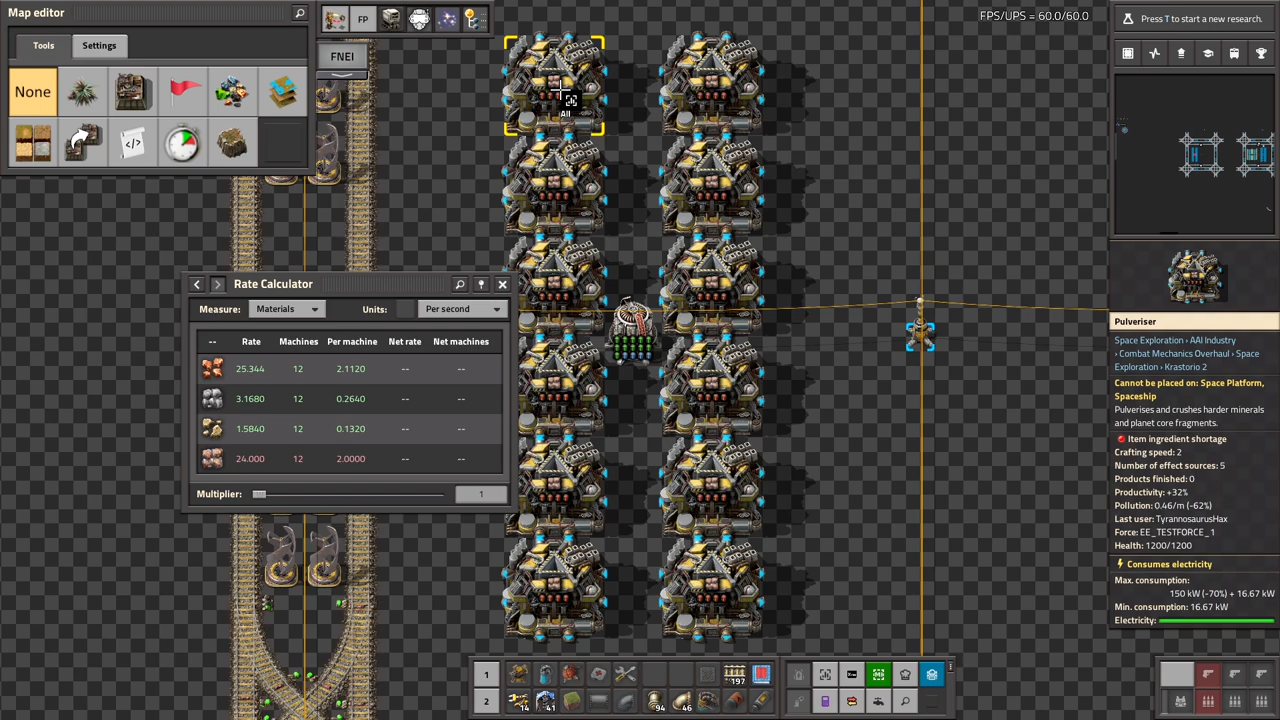 Map editor
FP
FPS/UPS = 60.0/60.0
Press T to start a new research.
Tools
Settings
FNEI
None
</>
All
Rate Calculator
Measure:
Materials
Units:
Per second
--
Rate
Machines
Per machine
Net rate
Net machines
25.344
12
2.1120
--
--
3.1680
12
0.2640
--
--
1.5840
12
0.1320
--
--
24.000
12
2.0000
--
--
Multiplier:
1
Pulveriser
Space Exploration › AAI Industry
› Combat Mechanics Overhaul › Space
Exploration › Krastorio 2
Cannot be placed on: Space Platform,
Spaceship
Pulverises and crushes harder minerals
and planet core fragments.
Item ingredient shortage
Crafting speed: 2
Number of effect sources: 5
Products finished: 0
Productivity: +32%
Pollution: 0.46/m (-62%)
Last user: TyrannosaurusHax
Force: EE_TESTFORCE_1
Health: 1200/1200
Consumes electricity
Max. consumption:
150 kW (-70%) + 16.67 kW
Min. consumption: 16.67 kW
Electricity:
1
197
2
14
41
94
46